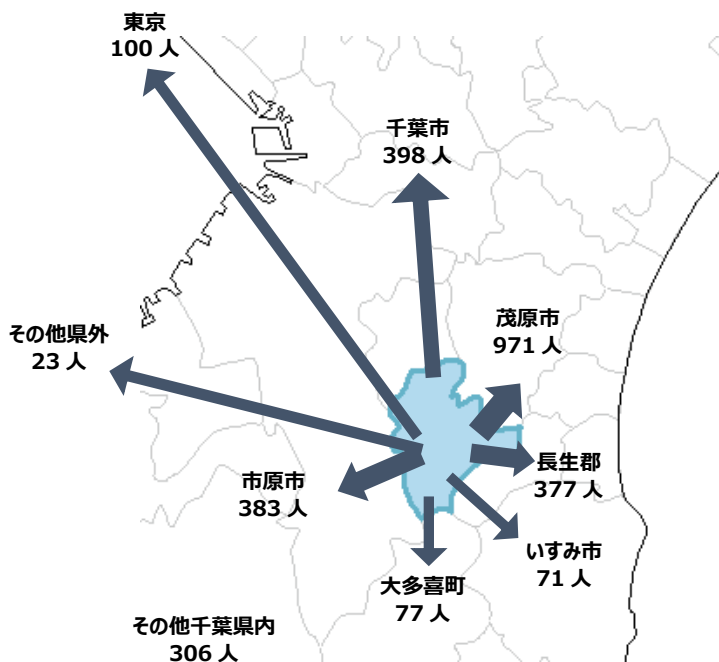 東京
100 人
千葉市
398 人
茂原市
971 人
その他県外
23 人
長生郡
377 人
市原市
383 人
いすみ市
71 人
大多喜町
77 人
その他千葉県内
306 人